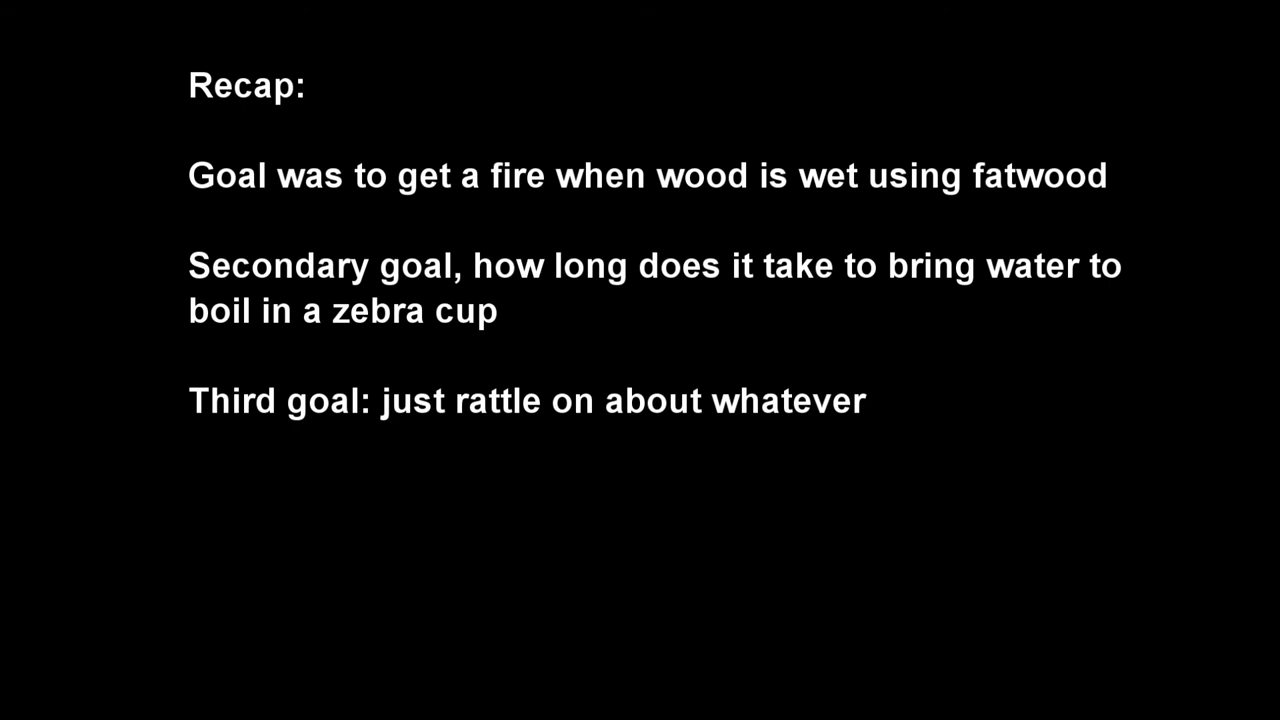 Recap:
Goal was to get a fire when wood is wet using fatwood
Secondary goal, how long does it take to bring water to
boil in a zebra cup
Third goal: just rattle on about whatever